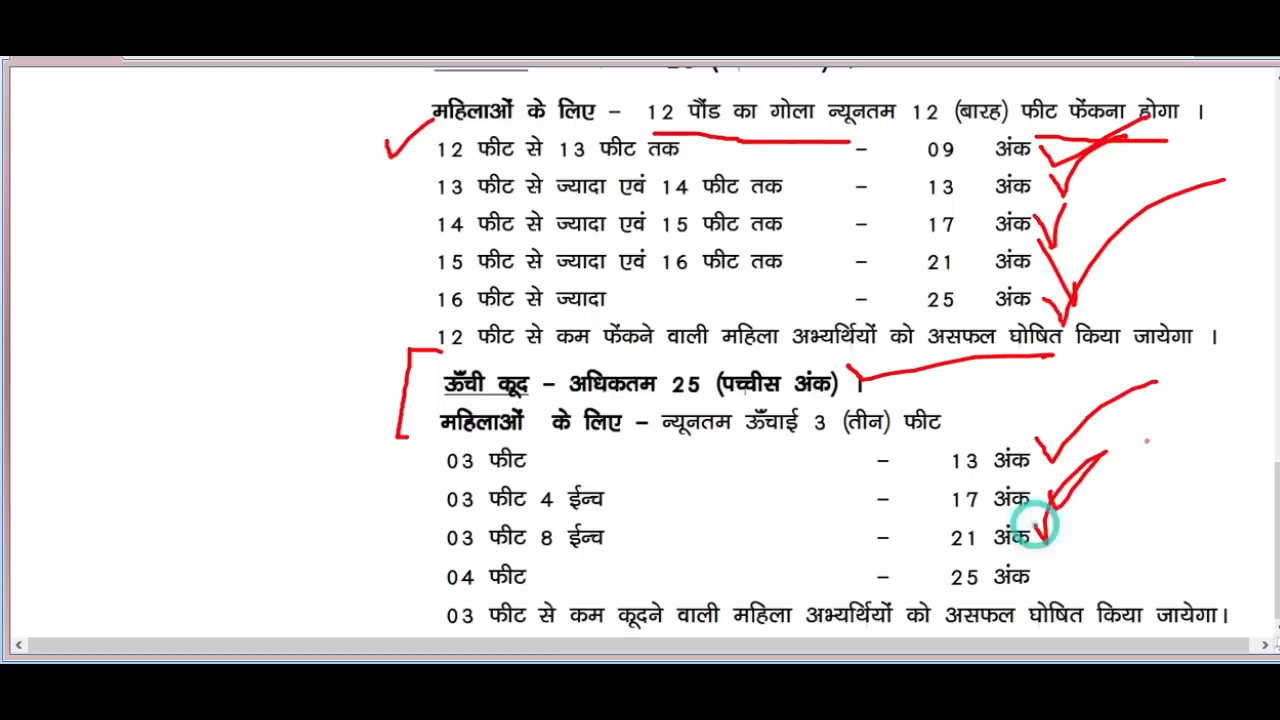 महिलाओं के लिए – 12 पौंड का गोला न्यूनतम 12 (बारह) फीट फेंकना होगा ।
12 फीट से 13 फीट तक – 09 अंक
13 फीट से ज्यादा एवं 14 फीट तक – 13 अंक
14 फीट से ज्यादा एवं 15 फीट तक – 17 अंक
15 फीट से ज्यादा एवं 16 फीट तक – 21 अंक
16 फीट से ज्यादा – 25 अंक
12 फीट से कम फेंकने वाली महिला अभ्यर्थियों को असफल घोषित किया जायेगा ।
ऊँची कूद – अधिकतम 25 (पच्चीस अंक) ।
महिलाओं के लिए – न्यूनतम ऊँचाई 3 (तीन) फीट
03 फीट – 13 अंक
03 फीट 4 ईन्च – 17 अंक
03 फीट 8 ईन्च – 21 अंक
04 फीट – 25 अंक
03 फीट से कम कूदने वाली महिला अभ्यर्थियों को असफल घोषित किया जायेगा।